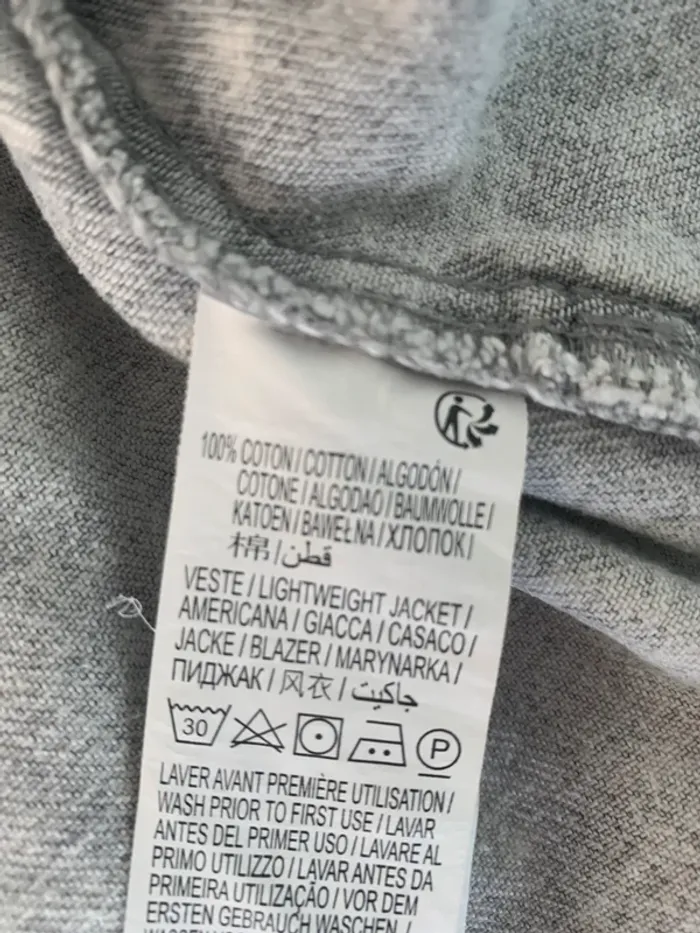 100% COTON / COTTON / ALGODÓN /
COTONE / ALGODAO / BAUMWOLLE /
KATOEN / BAWEŁNA / ХЛОПОК /
棉 / قطن
VESTE / LIGHTWEIGHT JACKET /
AMERICANA / GIACCA / CASACO /
JACKE / BLAZER / MARYNARKA /
ПИДЖАК / 风衣 / جاكيت
30 P
LAVER AVANT PREMIÈRE UTILISATION /
WASH PRIOR TO FIRST USE / LAVAR
ANTES DEL PRIMER USO / LAVARE AL
PRIMO UTILIZZO / LAVAR ANTES DA
PRIMEIRA UTILIZAÇÃO / VOR DEM
ERSTEN GEBRAUCH WASCHEN /